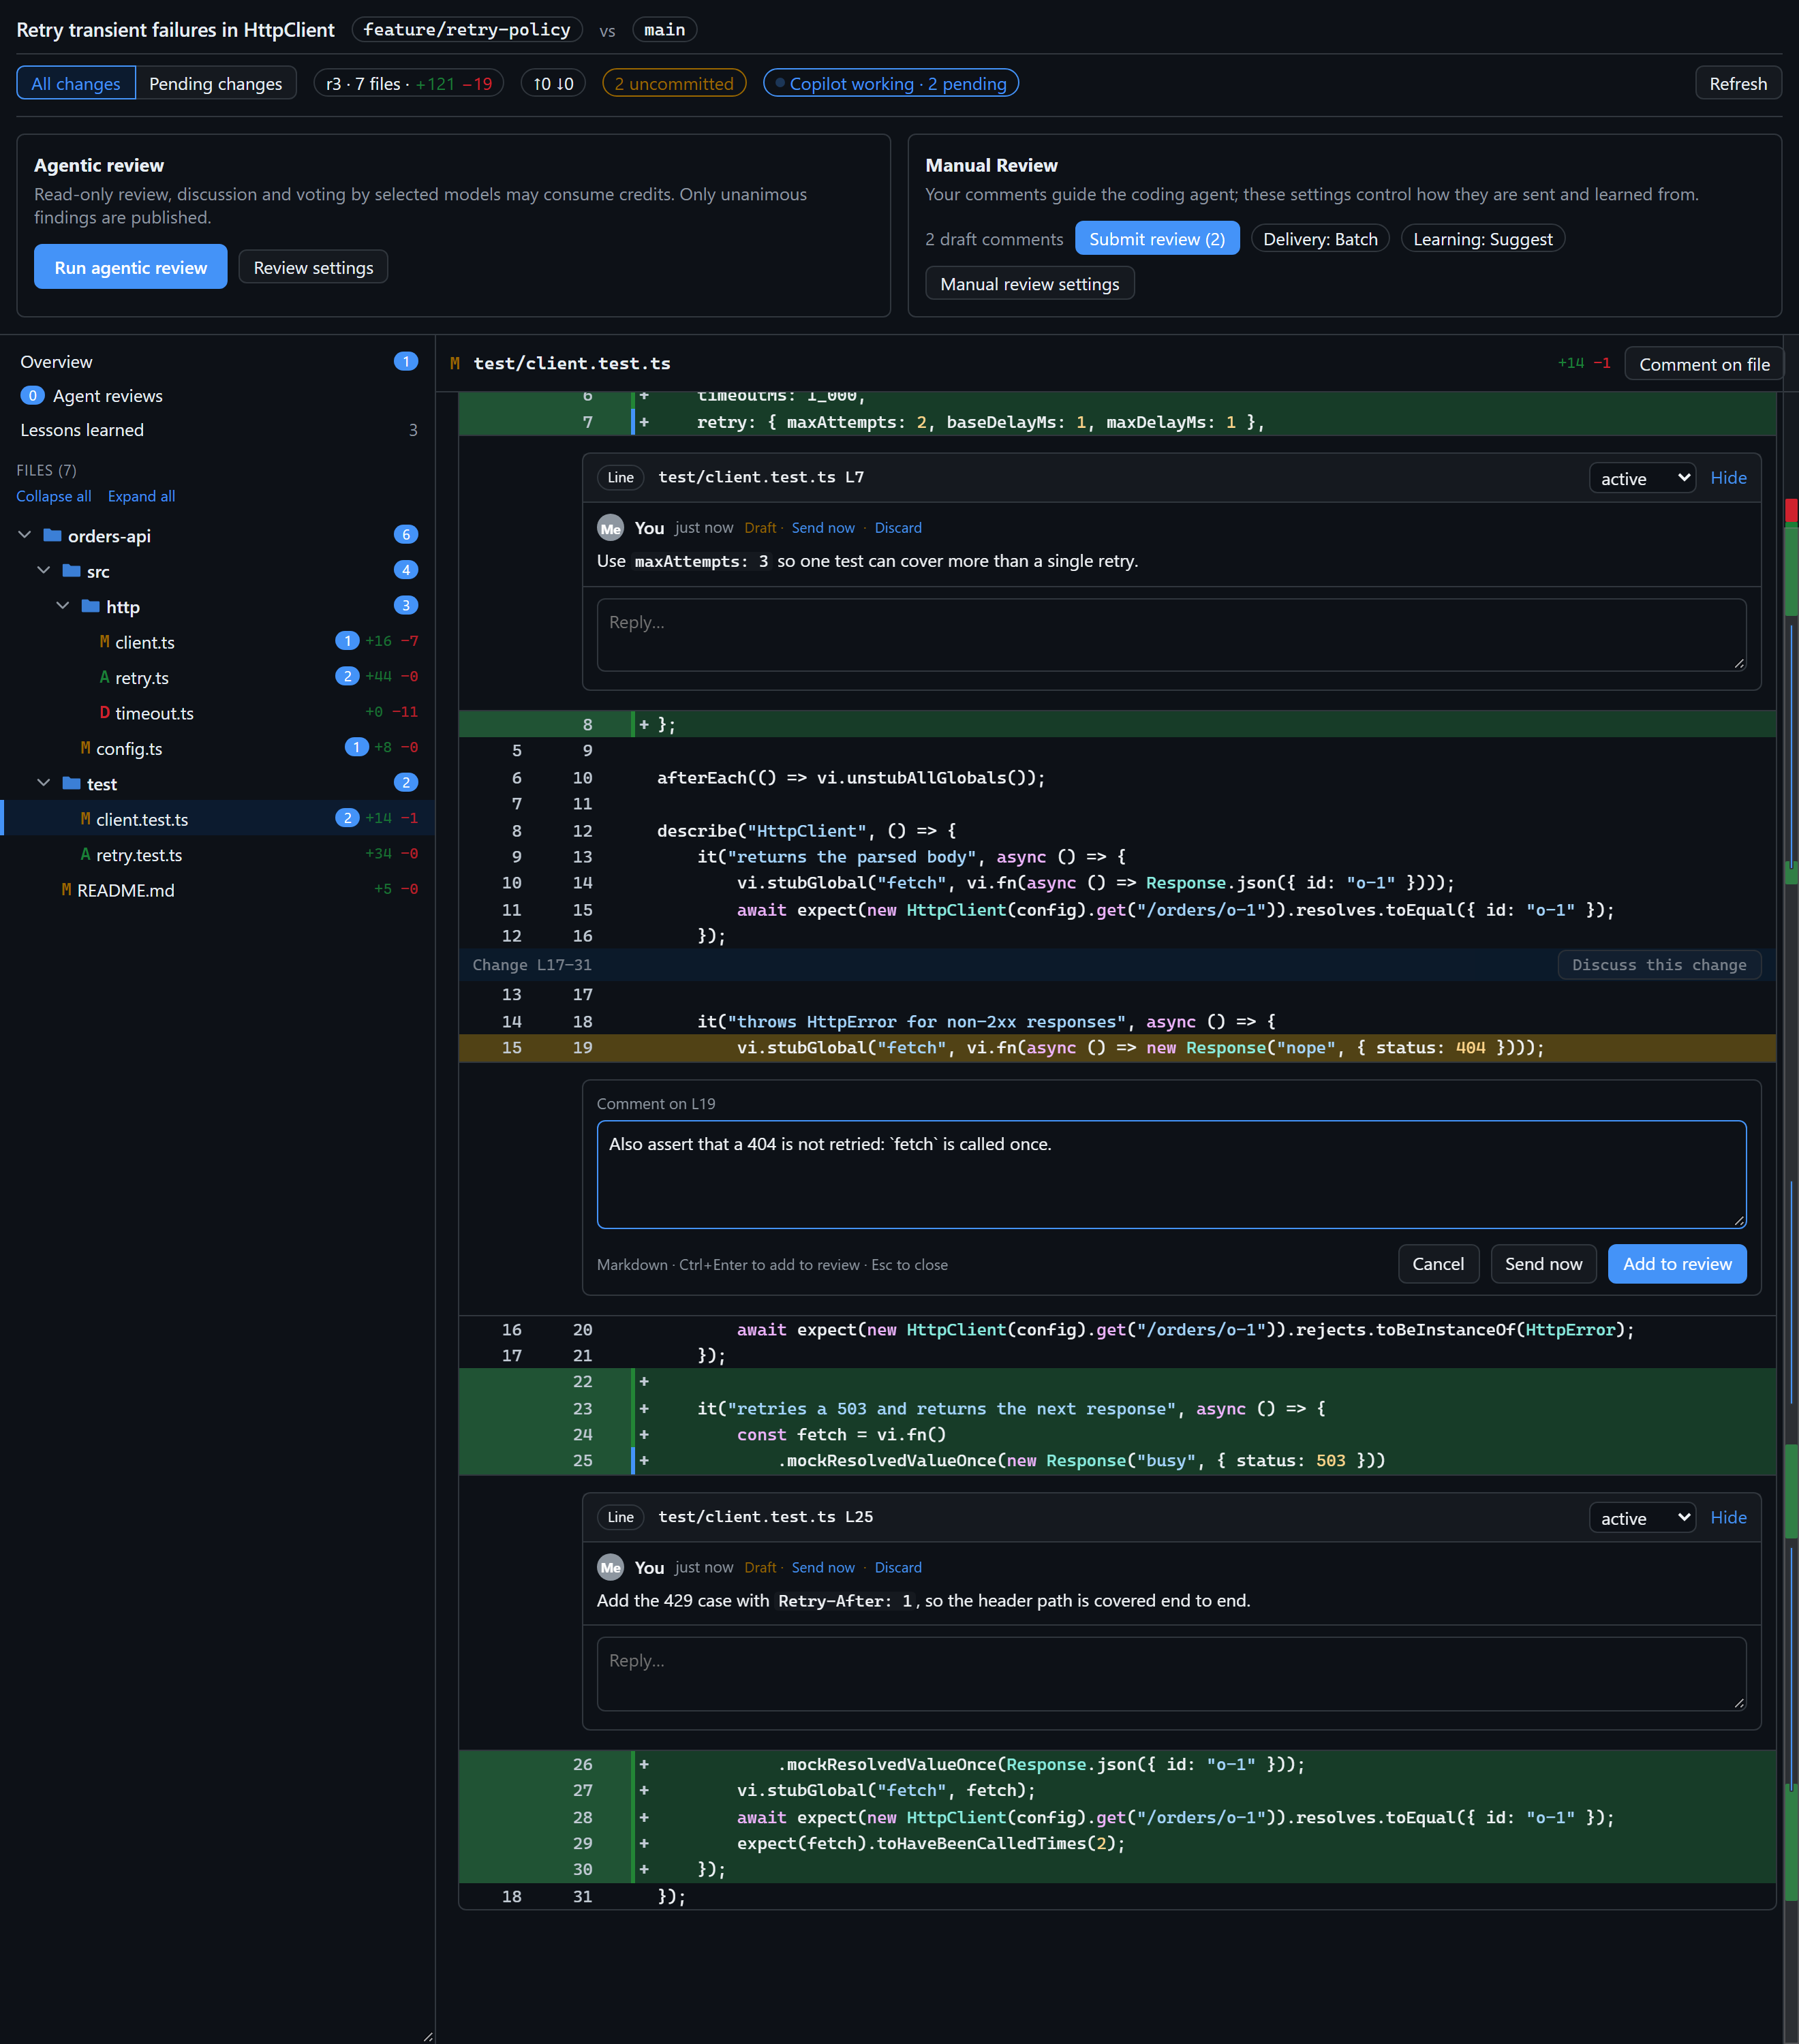 Retry transient failures in HttpClient feature/retry-policy vs main
All changes Pending changes r3 · 7 files · +121 −19 ↑0 ↓0 2 uncommitted Copilot working · 2 pending Refresh
Agentic review
Read-only review, discussion and voting by selected models may consume credits. Only unanimous
findings are published.
Run agentic review Review settings
Manual Review
Your comments guide the coding agent; these settings control how they are sent and learned from.
2 draft comments Submit review (2) Delivery: Batch Learning: Suggest
Manual review settings
Overview 1
0 Agent reviews
Lessons learned 3
FILES (7)
Collapse all Expand all
orders-api 6
src 4
http 3
M client.ts 1 +16 −7
A retry.ts 2 +44 −0
D timeout.ts +0 −11
M config.ts 1 +8 −0
test 2
M client.test.ts 2 +14 −1
A retry.test.ts +34 −0
M README.md +5 −0
M test/client.test.ts +14 −1 Comment on file
6 + timeoutMs: 1_000,
7 + retry: { maxAttempts: 2, baseDelayMs: 1, maxDelayMs: 1 },
Line test/client.test.ts L7 active Hide
Me You just now Draft · Send now · Discard
Use maxAttempts: 3 so one test can cover more than a single retry.
Reply...
8 + };
5 9
6 10 afterEach(() => vi.unstubAllGlobals());
7 11
8 12 describe("HttpClient", () => {
9 13 it("returns the parsed body", async () => {
10 14 vi.stubGlobal("fetch", vi.fn(async () => Response.json({ id: "o-1" })));
11 15 await expect(new HttpClient(config).get("/orders/o-1")).resolves.toEqual({ id: "o-1" });
12 16 });
Change L17–31 Discuss this change
13 17
14 18 it("throws HttpError for non-2xx responses", async () => {
15 19 vi.stubGlobal("fetch", vi.fn(async () => new Response("nope", { status: 404 })));
Comment on L19
Also assert that a 404 is not retried: `fetch` is called once.
Markdown · Ctrl+Enter to add to review · Esc to close Cancel Send now Add to review
16 20 await expect(new HttpClient(config).get("/orders/o-1")).rejects.toBeInstanceOf(HttpError);
17 21 });
22 +
23 + it("retries a 503 and returns the next response", async () => {
24 + const fetch = vi.fn()
25 + .mockResolvedValueOnce(new Response("busy", { status: 503 }))
Line test/client.test.ts L25 active Hide
Me You just now Draft · Send now · Discard
Add the 429 case with Retry-After: 1, so the header path is covered end to end.
Reply...
26 + .mockResolvedValueOnce(Response.json({ id: "o-1" }));
27 + vi.stubGlobal("fetch", fetch);
28 + await expect(new HttpClient(config).get("/orders/o-1")).resolves.toEqual({ id: "o-1" });
29 + expect(fetch).toHaveBeenCalledTimes(2);
30 + });
18 31 });